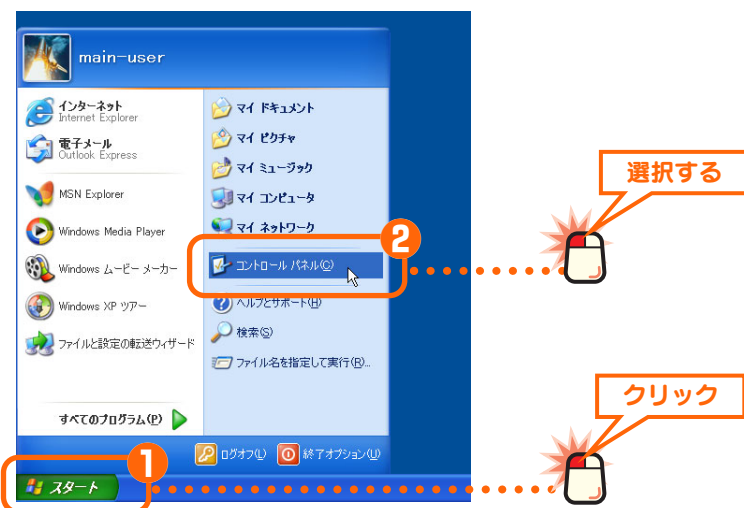 main-user
インターネット
Internet Explorer
電子メール
Outlook Express
MSN Explorer
Windows Media Player
Windows ムービー メーカー
Windows XP ツアー
ファイルと設定の転送ウィザード
すべてのプログラム(P)
マイ ドキュメント
マイ ピクチャ
マイ ミュージック
マイ コンピュータ
マイ ネットワーク
2
コントロール パネル(C)
ヘルプとサポート(H)
検索(S)
ファイル名を指定して実行(R)...
選択する
ログオフ(L)
終了オプション(U)
1
スタート
クリック